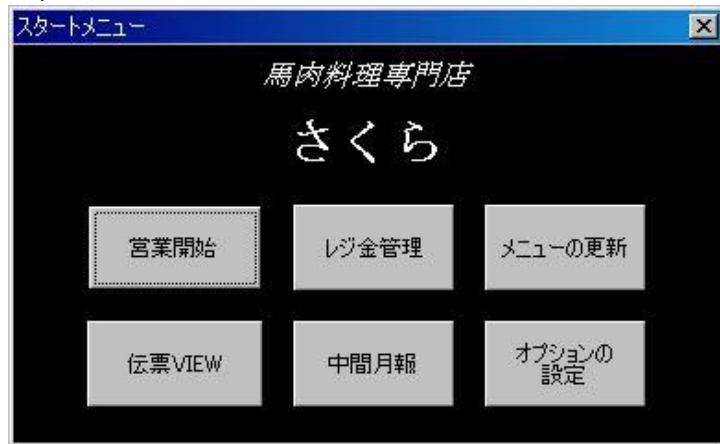 スタートメニュー
馬肉料理専門店
さくら
営業開始
レジ金管理
メニューの更新
伝票VIEW
中間月報
オプションの
設定